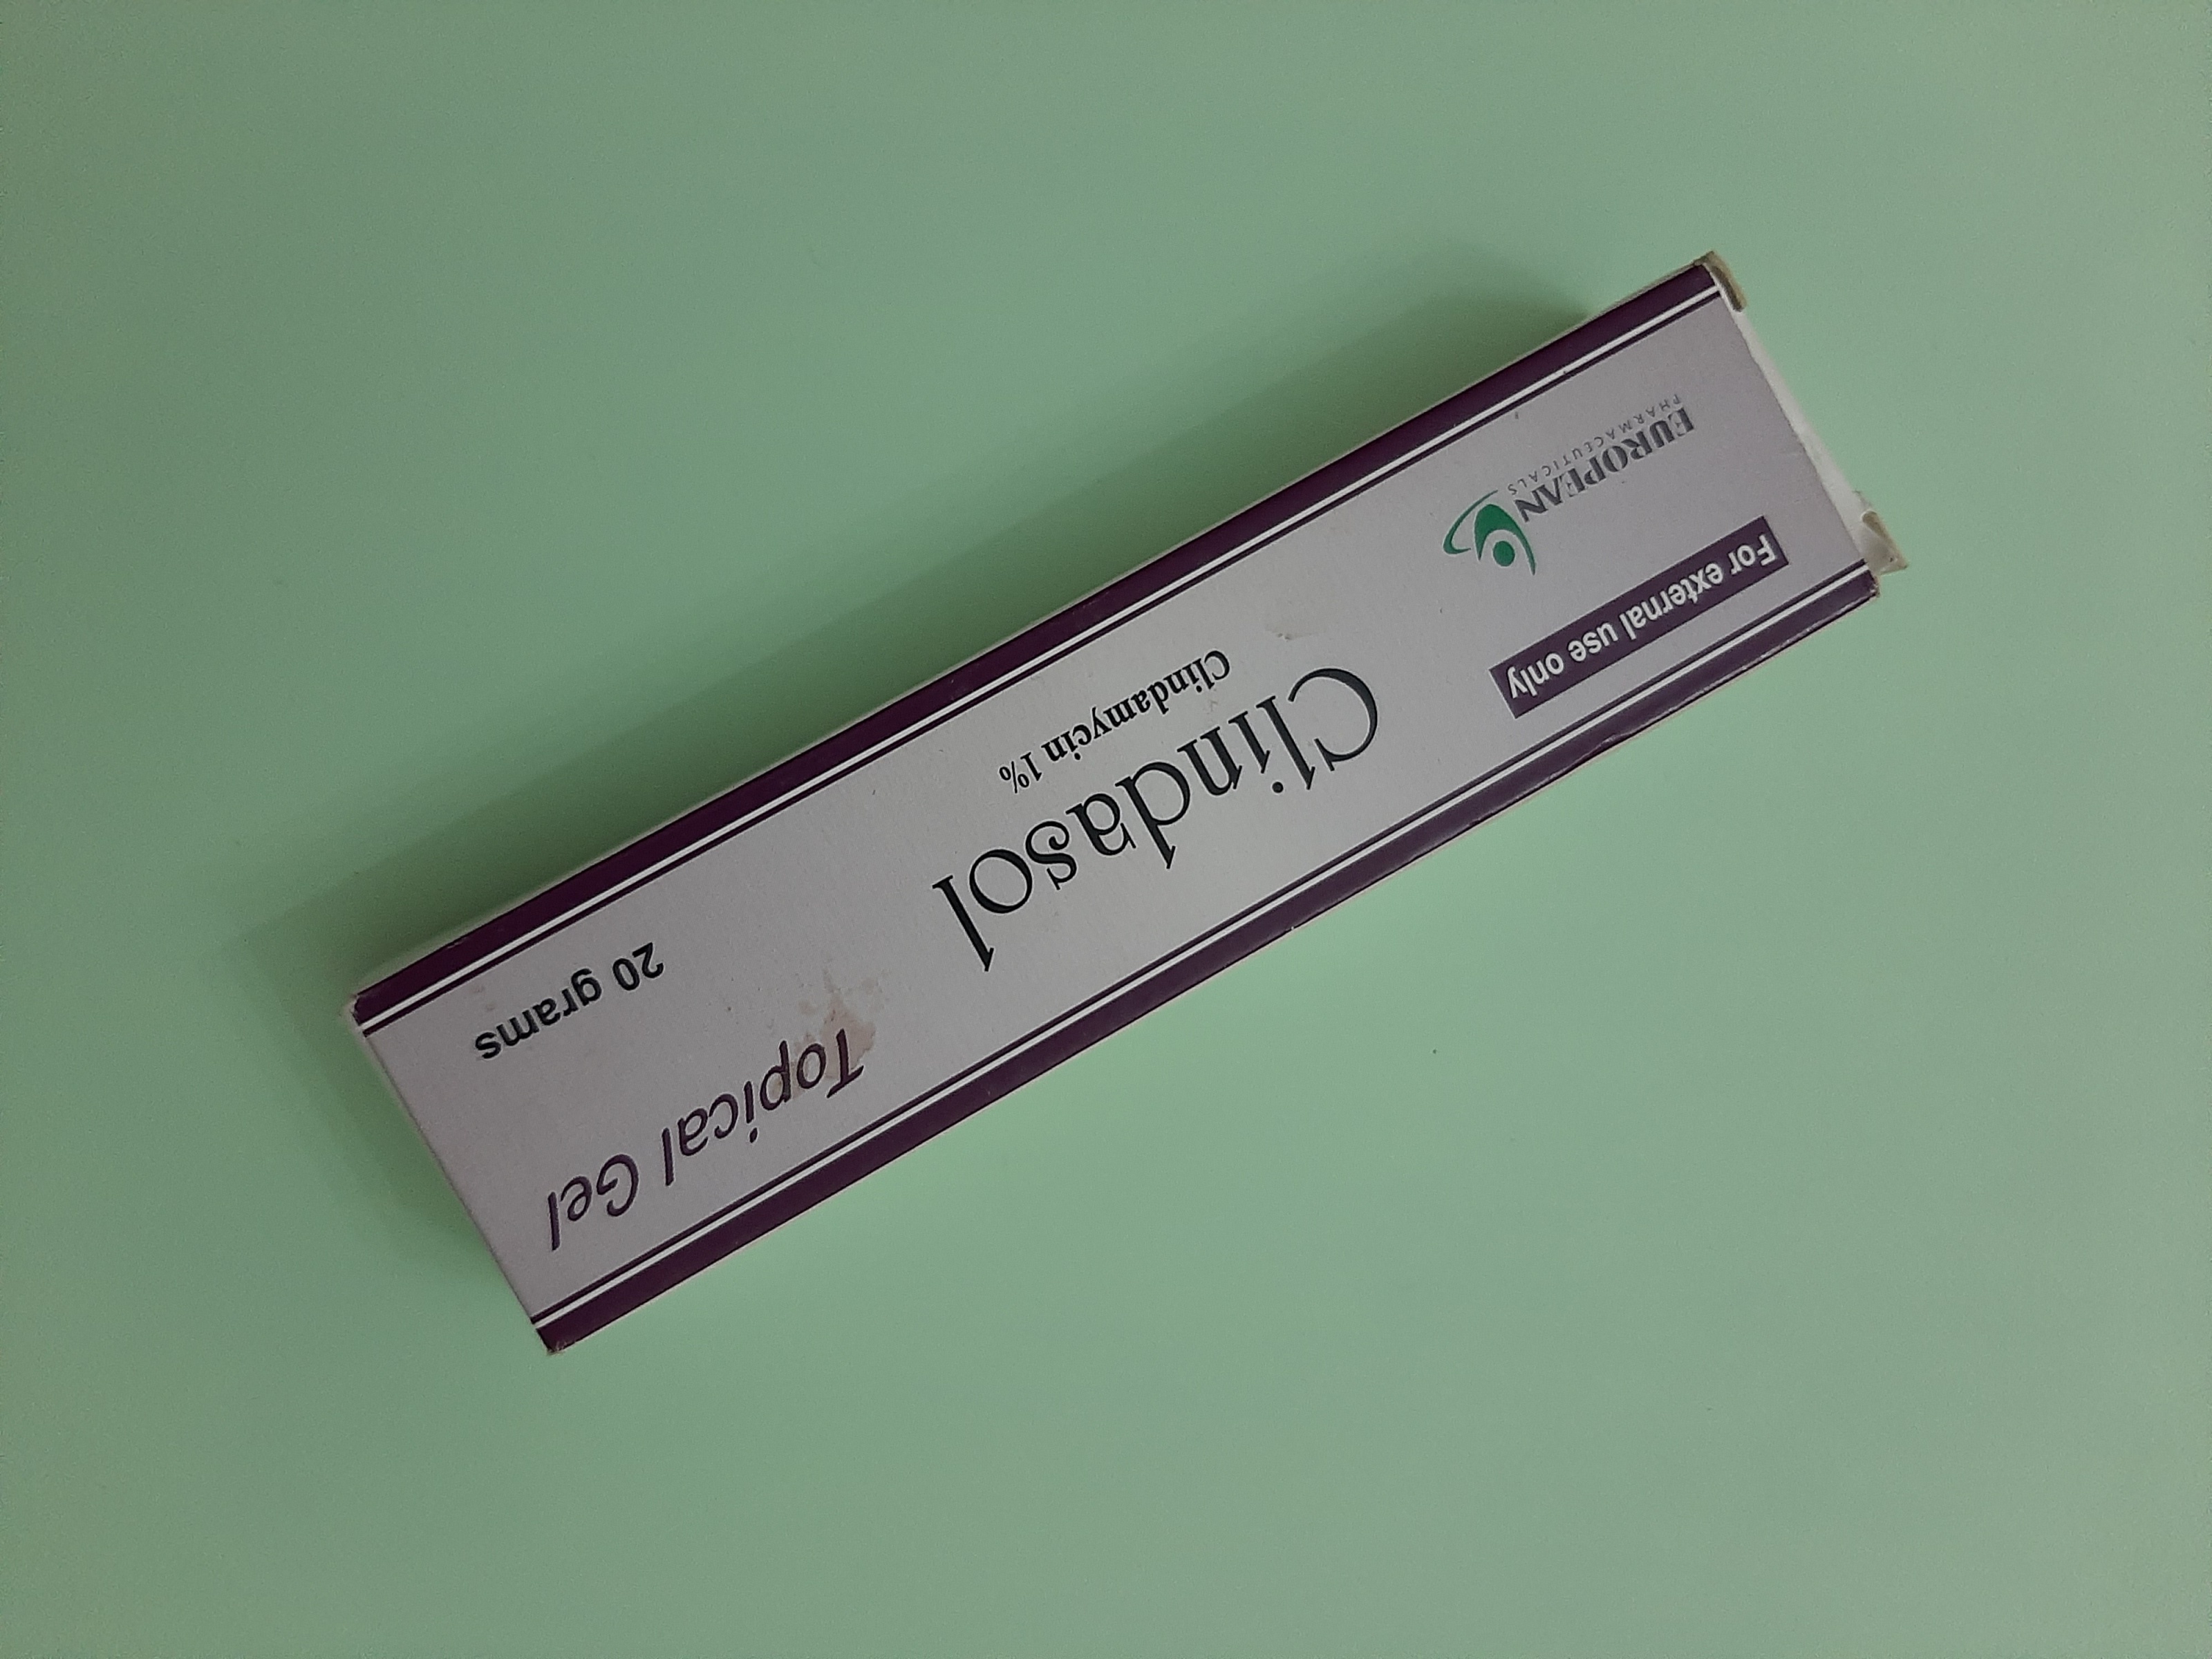 EUROPEAN
PHARMACEUTICALS
For external use only
Clindasol
Clindamycin 1%
Topical Gel
20 grams